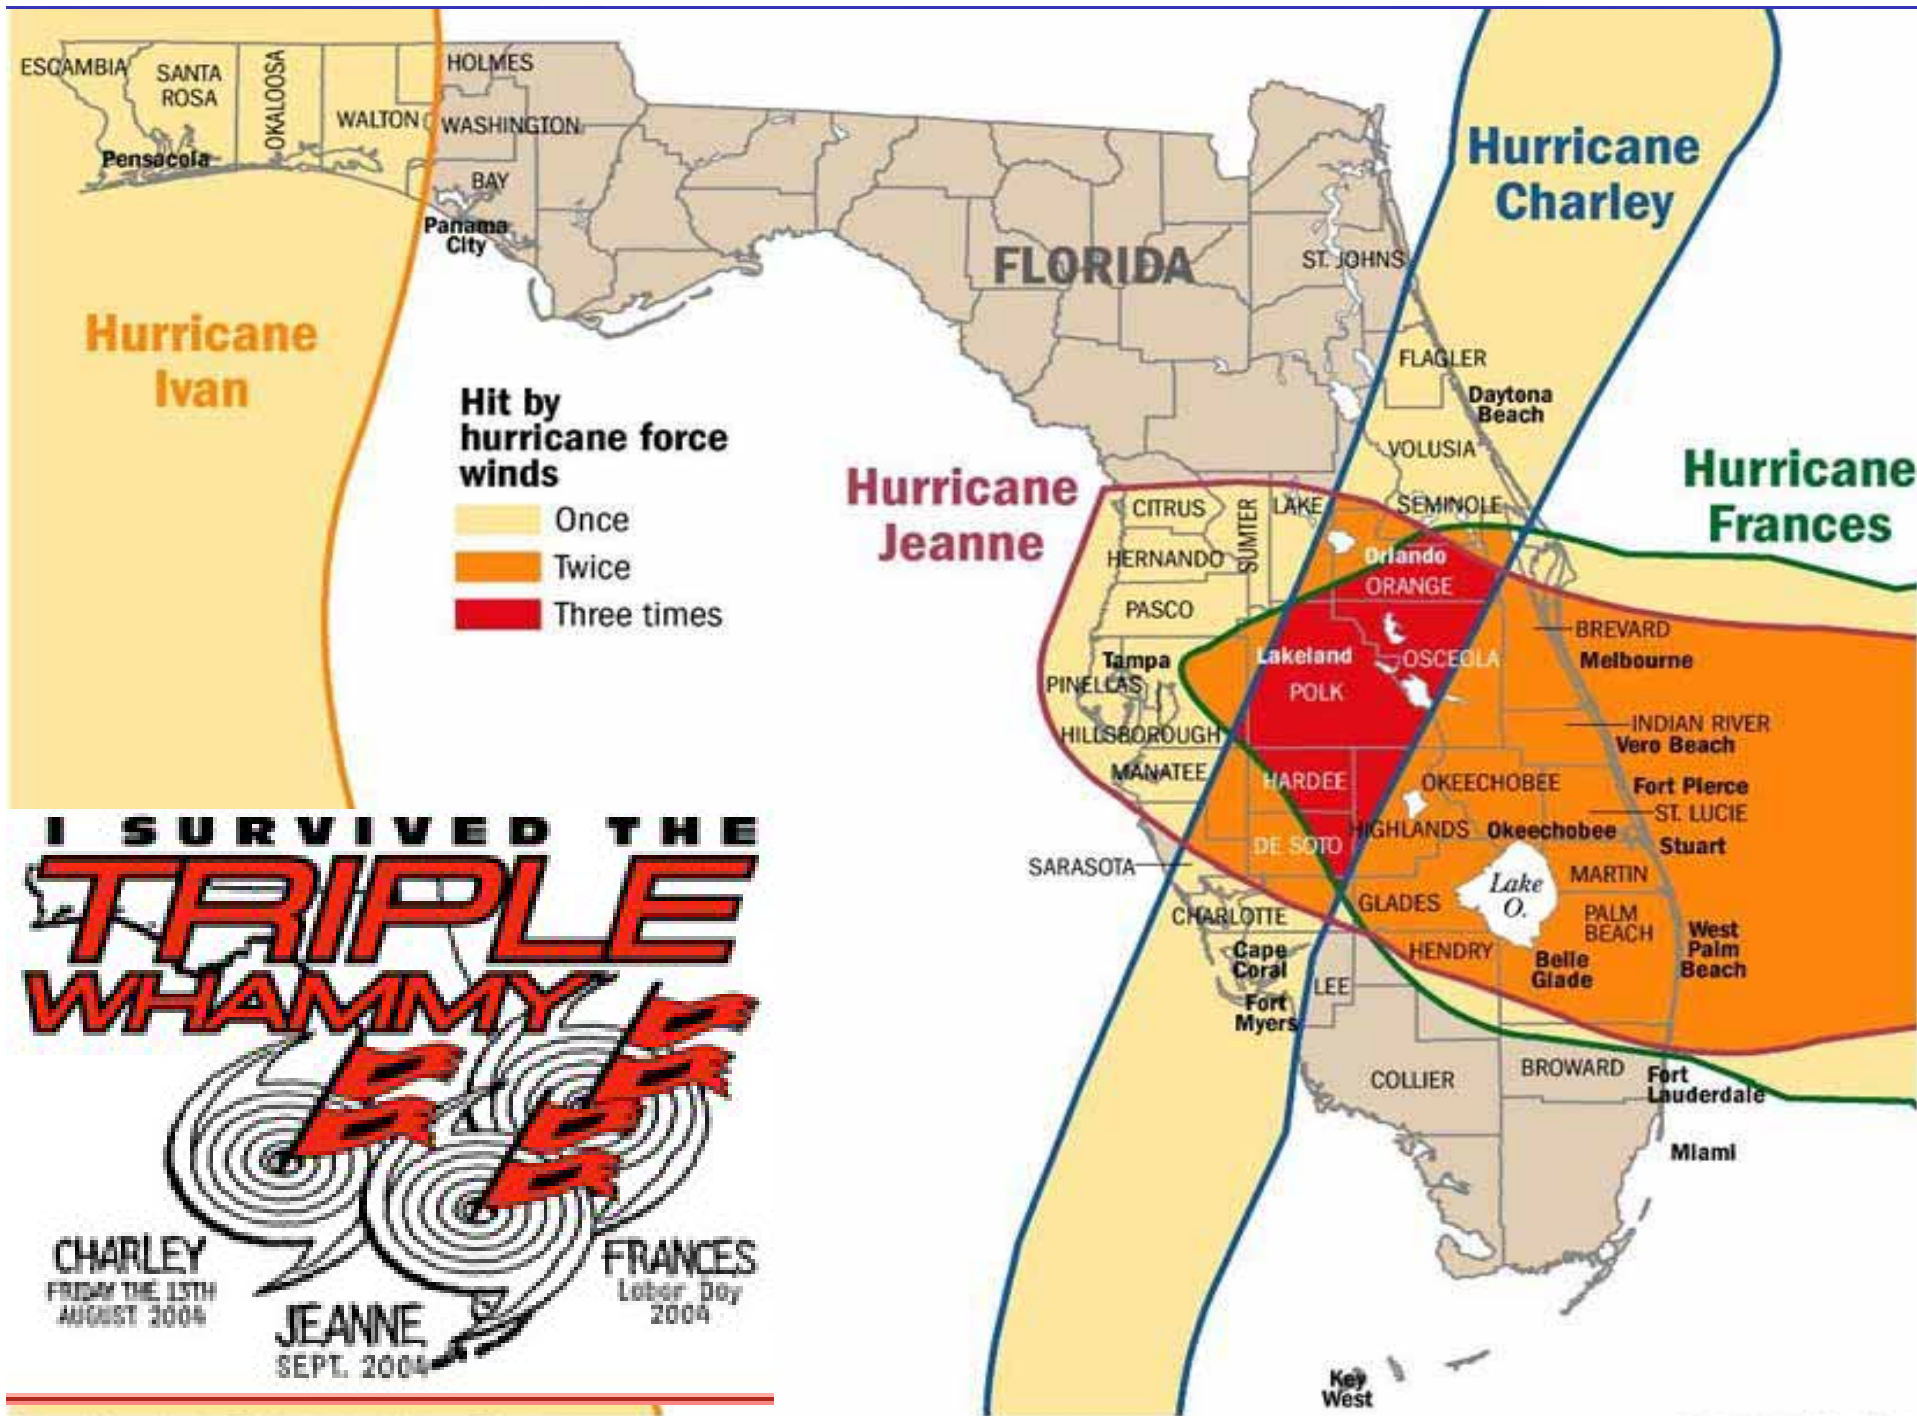 ESCAMBIA
SANTA
ROSA
OKALOOSA
WALTON
HOLMES
WASHINGTON
BAY
Pensacola
Panama
City
Hurricane
Ivan
FLORIDA
ST. JOHNS
Hurricane
Charley
FLAGLER
Daytona
Beach
VOLUSIA
SEMINOLE
Hit by
hurricane force
winds
Once
Twice
Three times
Hurricane
Jeanne
Hurricane
Frances
CITRUS
SUMTER
LAKE
HERNANDO
Orlando
ORANGE
PASCO
BREVARD
Melbourne
Tampa
Lakeland
OSCEOLA
PINELLAS
POLK
HILLSBOROUGH
INDIAN RIVER
Vero Beach
MANATEE
HARDEE
OKEECHOBEE
Fort Pierce
ST. LUCIE
HIGHLANDS
Okeechobee
Stuart
DE SOTO
SARASOTA
MARTIN
Lake
O.
GLADES
CHARLOTTE
PALM
BEACH
West
Palm
Beach
HENDRY
Cape
Coral
Belle
Glade
LEE
Fort
Myers
COLLIER
BROWARD
Fort
Lauderdale
Miami
Key
West
I SURVIVED THE
TRIPLE
WHAMMY
CHARLEY
FRIDAY THE 13TH
AUGUST 2004
JEANNE
SEPT. 2004
FRANCES
Labor Day
2004